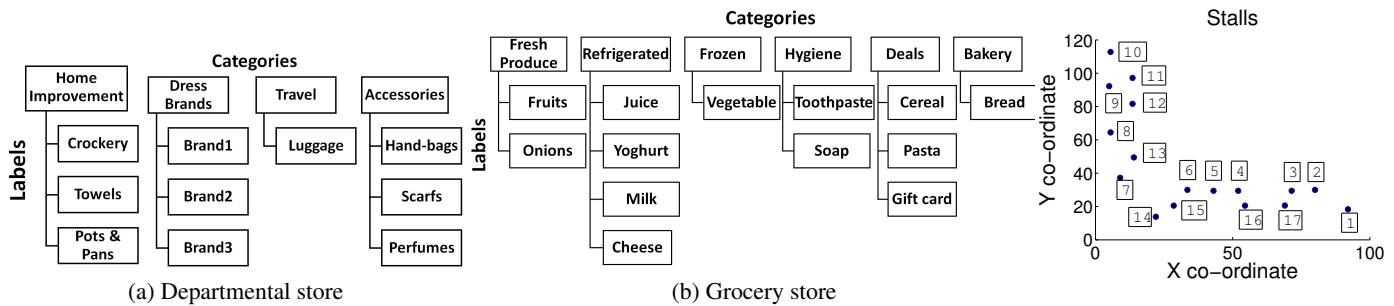 Categories
Labels
Home
Improvement
Crockery
Towels
Pots &
Pans
Dress
Brands
Brand1
Brand2
Brand3
Travel
Luggage
Accessories
Hand-bags
Scarfs
Perfumes
(a) Departmental store
Categories
Labels
Fresh
Produce
Fruits
Onions
Refrigerated
Juice
Yoghurt
Milk
Cheese
Frozen
Vegetable
Hygiene
Toothpaste
Soap
Deals
Cereal
Pasta
Gift card
Bakery
Bread
(b) Grocery store
Stalls
Y co-ordinate
120
100
80
60
40
20
0
10
11
9
12
8
13
7
14
15
6
5
4
3
2
16
17
1
0
50
100
X co-ordinate